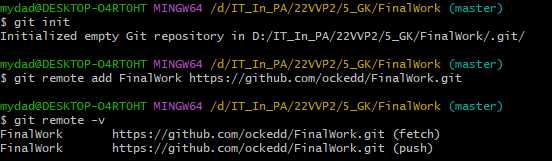 mydad@DESKTOP-O4RT0HT MINGW64 /d/IT_In_PA/22VVP2/5_GK/FinalWork (master)
$ git init
Initialized empty Git repository in D:/IT_In_PA/22VVP2/5_GK/FinalWork/.git/
mydad@DESKTOP-O4RT0HT MINGW64 /d/IT_In_PA/22VVP2/5_GK/FinalWork (master)
$ git remote add FinalWork https://github.com/ockedd/FinalWork.git
mydad@DESKTOP-O4RT0HT MINGW64 /d/IT_In_PA/22VVP2/5_GK/FinalWork (master)
$ git remote -v
FinalWork       https://github.com/ockedd/FinalWork.git (fetch)
FinalWork       https://github.com/ockedd/FinalWork.git (push)